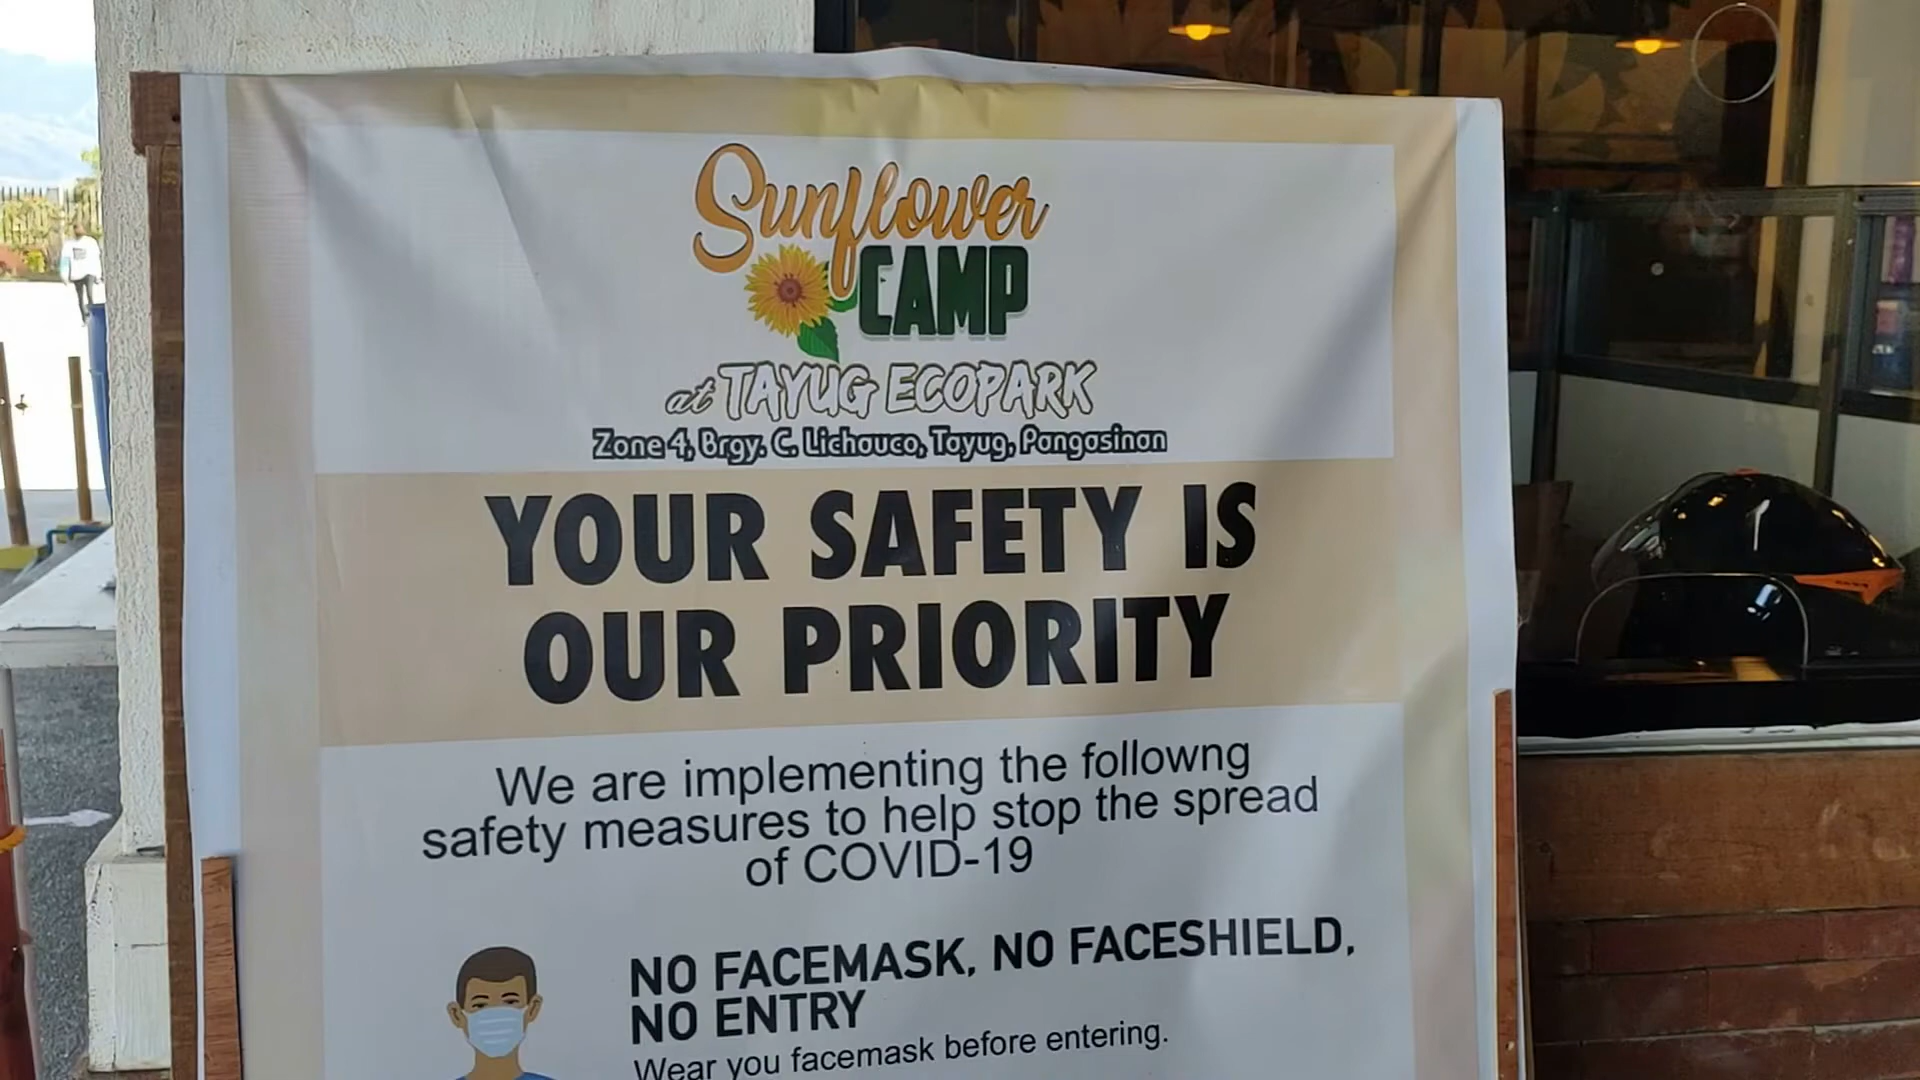 Sunflower
CAMP
at TAYUG ECOPARK
Zone 4, Brgy. C. Lichauco, Tayug, Pangasinan
YOUR SAFETY IS
OUR PRIORITY
We are implementing the followng
safety measures to help stop the spread
of COVID-19
NO FACEMASK, NO FACESHIELD,
NO ENTRY
Wear you facemask before entering.